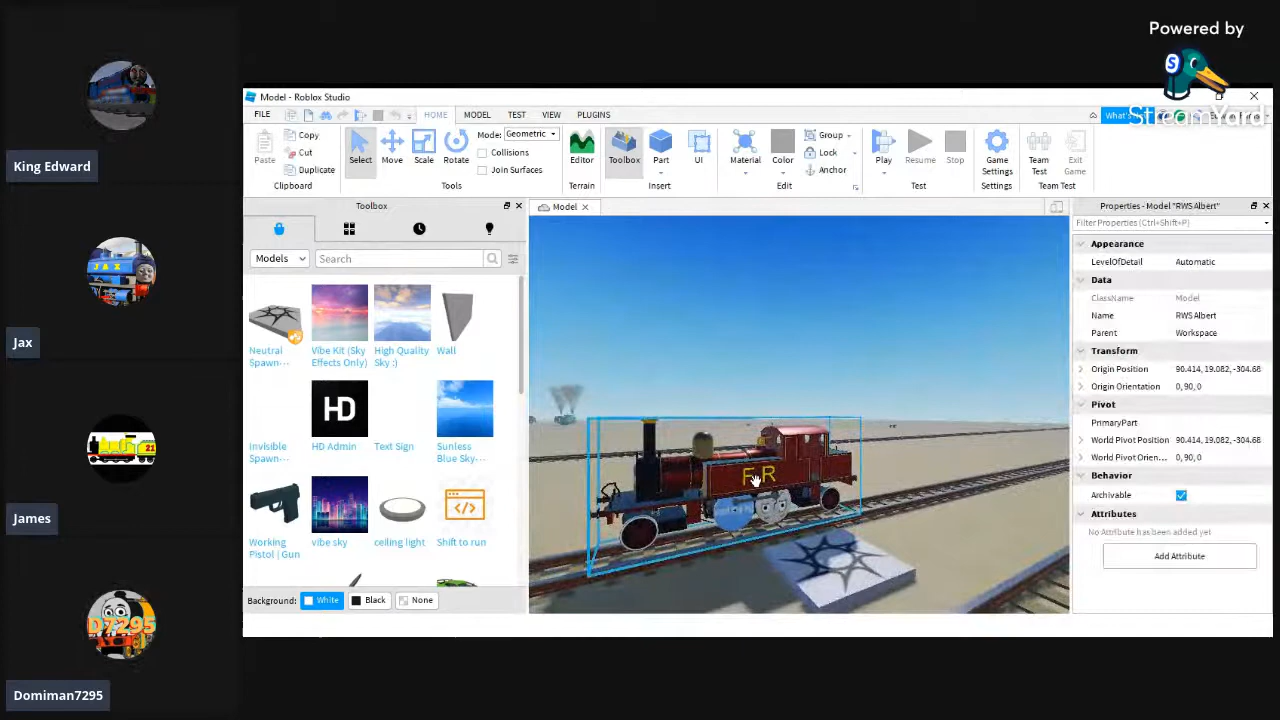 Powered by
StreamYard
King Edward
JAX
Jax
21
James
D7295
Domiman7295
Model - Roblox Studio
FILE HOME MODEL TEST VIEW PLUGINS What's
Paste Copy Cut Duplicate Clipboard
Select Move Scale Rotate Mode: Geometric Collisions Join Surfaces Tools
Editor Terrain
Toolbox Part UI Insert
Material Color Group Lock Anchor Edit
Play Resume Stop Test
Game Settings Settings
Team Test Exit Game Team Test
Toolbox
Models Search
Neutral Spawn...
Vibe Kit (Sky Effects Only)
High Quality Sky :)
Wall
HD
Invisible Spawn...
HD Admin
Text Sign
Sunless Blue Sky...
Working Pistol | Gun
vibe sky
ceiling light
Shift to run
Background: White Black None
Model
FR
Properties - Model "RWS Albert"
Filter Properties (Ctrl+Shift+P)
Appearance
LevelOfDetail Automatic
Data
ClassName Model
Name RWS Albert
Parent Workspace
Transform
Origin Position 90.414, 19.082, -304.68
Origin Orientation 0, 90, 0
Pivot
PrimaryPart
World Pivot Position 90.414, 19.082, -304.68
World Pivot Orien... 0, 90, 0
Behavior
Archivable
Attributes
No Attribute has been added yet
Add Attribute